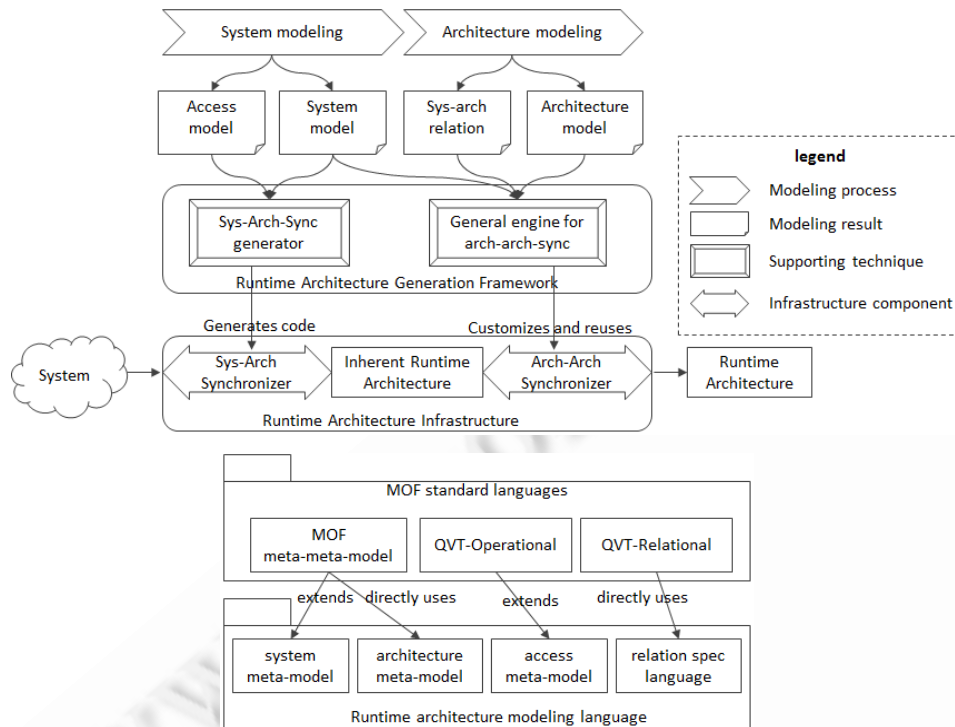 System modeling
Architecture modeling
Access
model
System
model
Sys-arch
relation
Architecture
model
legend
Modeling process
Modeling result
Supporting technique
Infrastructure component
Sys-Arch-Sync
generator
General engine for
arch-arch-sync
Runtime Architecture Generation Framework
Generates code
Customizes and reuses
System
Sys-Arch
Synchronizer
Inherent Runtime
Architecture
Arch-Arch
Synchronizer
Runtime
Architecture
Runtime Architecture Infrastructure
MOF standard languages
MOF
meta-meta-model
QVT-Operational
QVT-Relational
extends
directly uses
extends
directly uses
system
meta-model
architecture
meta-model
access
meta-model
relation spec
language
Runtime architecture modeling language